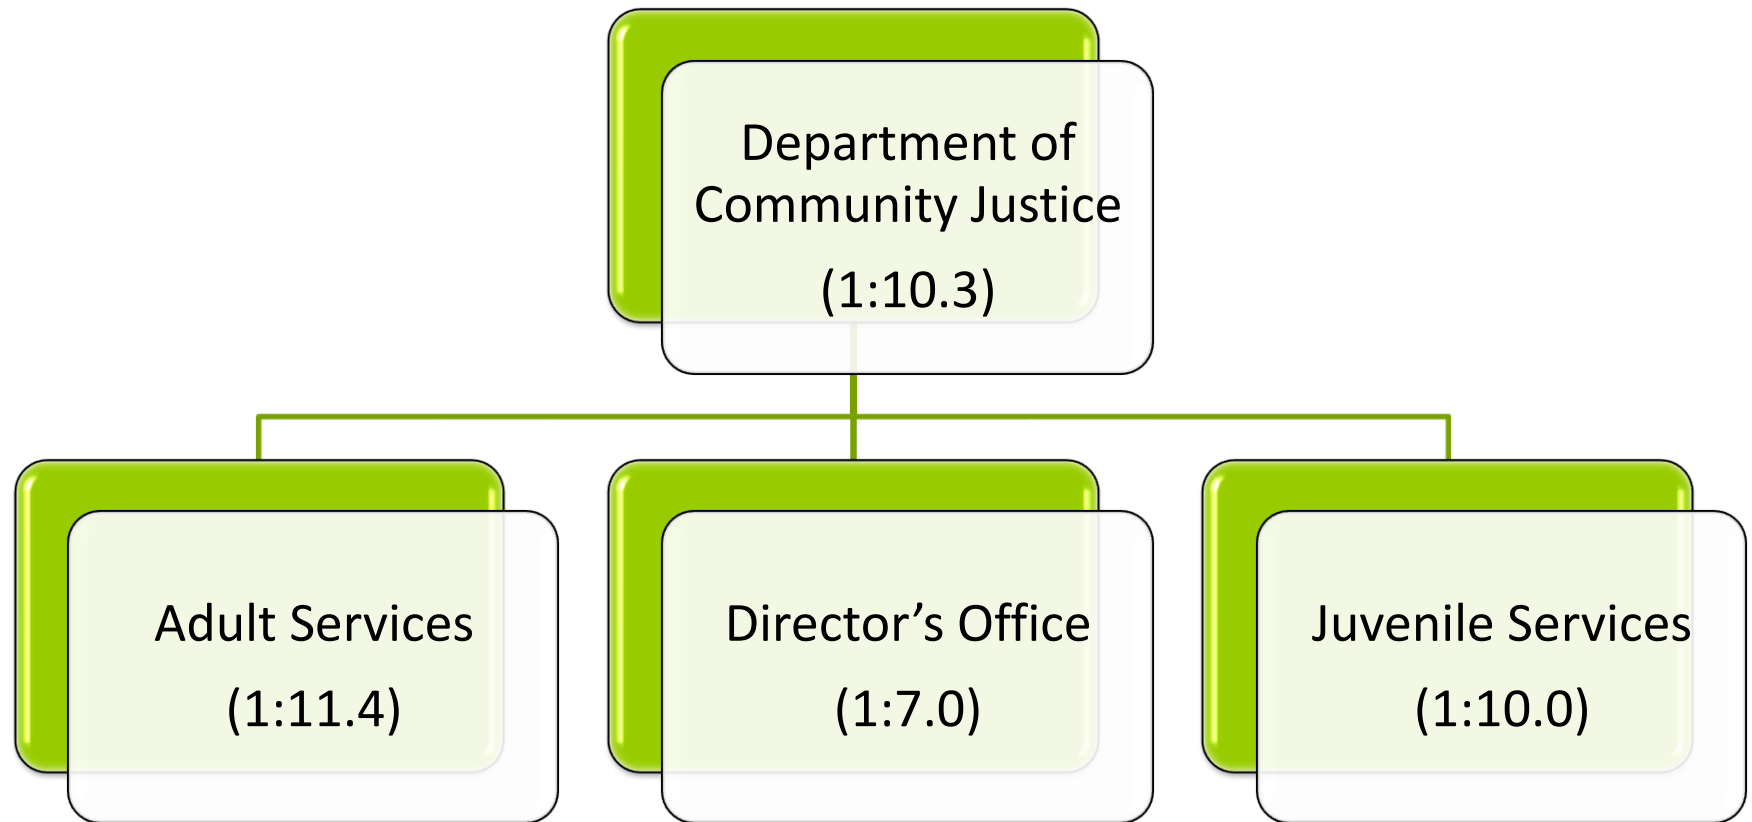 Department of
Community Justice
(1:10.3)
Adult Services
(1:11.4)
Director’s Office
(1:7.0)
Juvenile Services
(1:10.0)